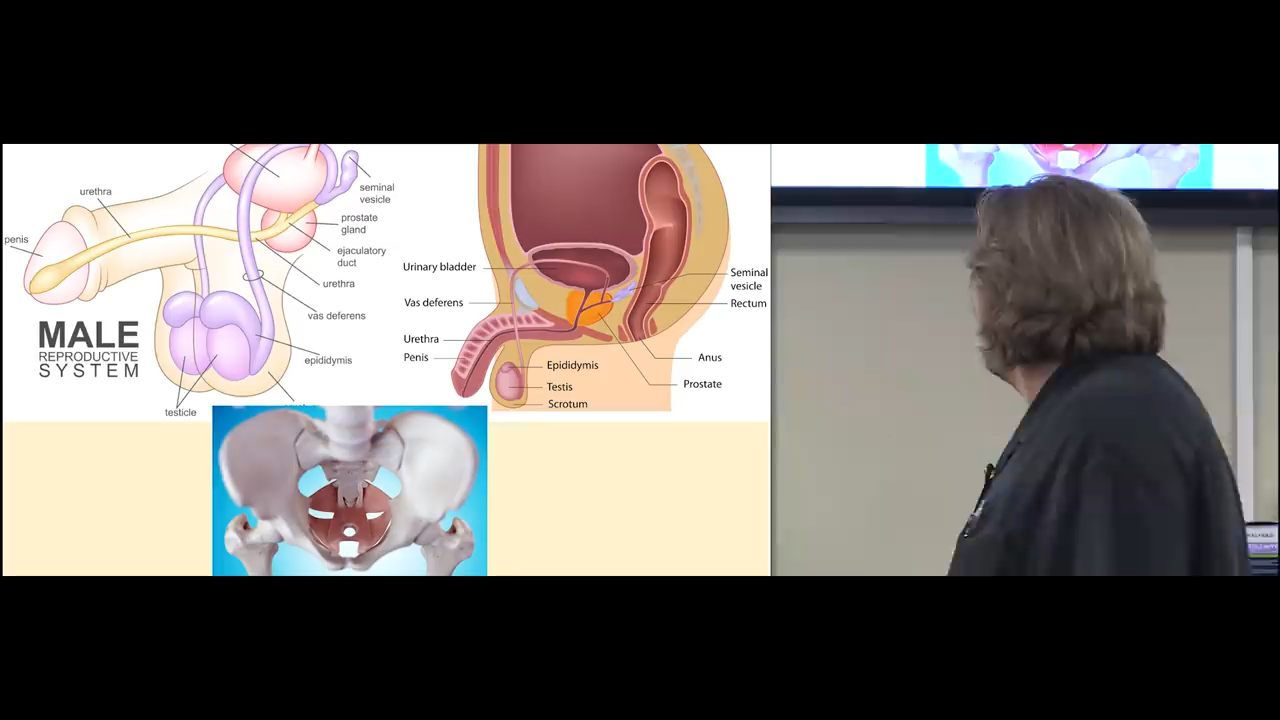 urethra
penis
seminal
vesicle
prostate
gland
ejaculatory
duct
urethra
vas deferens
epididymis
testicle
MALE
REPRODUCTIVE
SYSTEM
Urinary bladder
Vas deferens
Urethra
Penis
Epididymis
Testis
Scrotum
Seminal
vesicle
Rectum
Anus
Prostate